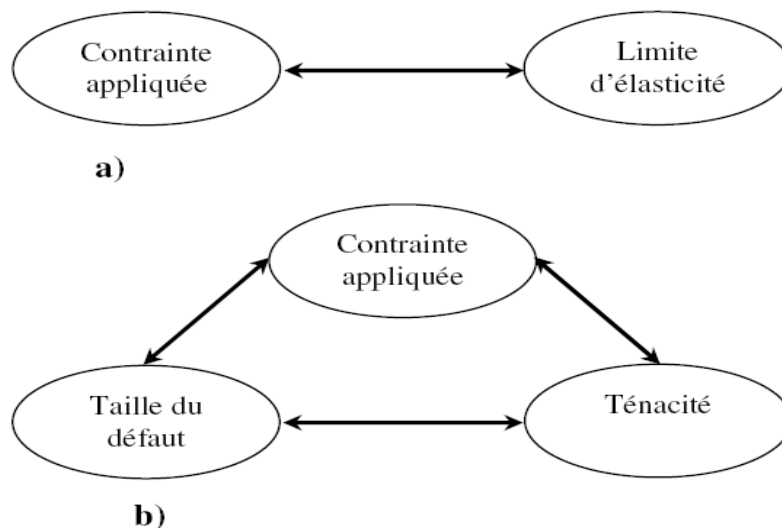 Contrainte
appliquée
Limite
d'élasticité
a)
Contrainte
appliquée
Taille du
défaut
Ténacité
b)